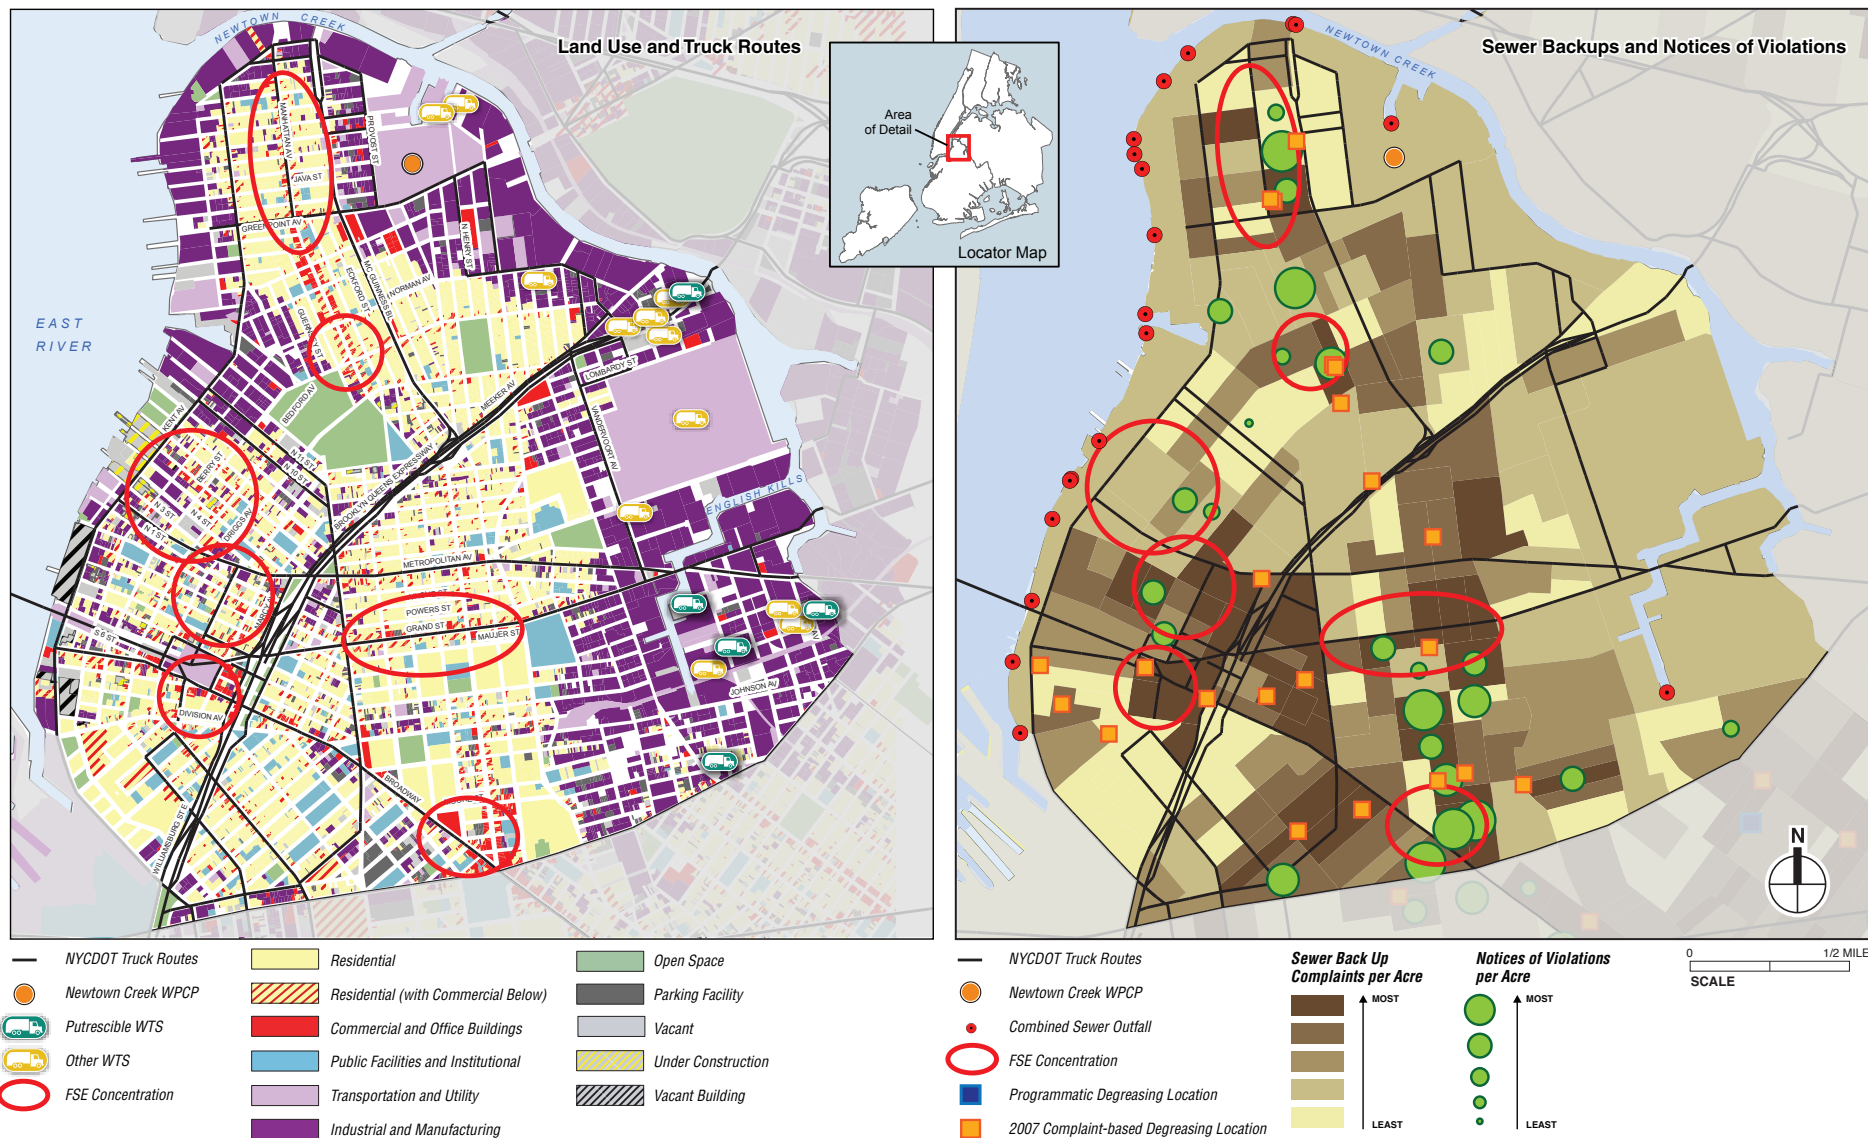 Land Use and Truck Routes
NEWTOWN CREEK
MANHATTAN AV
PROVOST ST
JAVA ST
GREENPOINT AV
N HENRY ST
MC GUINNESS BL
ECKFORD ST
NORMAN AV
GUERNSEY ST
EAST
RIVER
LOMBARDY ST
MEEKER AV
BEDFORD AV
KENT AV
VANDERVOORT AV
N 11 ST
N 10 ST
BERRY ST
BROOKLYN QUEENS EXPRESSWAY
ENGLISH KILLS
N 3 ST
N 4 ST
N 1 ST
DRIGGS AV
METROPOLITAN AV
POWERS ST
GRAND ST
MAUJER ST
S 6 ST
JOHNSON AV
DIVISION AV
BROADWAY
WILLIAMSBURG ST E
Area
of Detail
Locator Map
Sewer Backups and Notices of Violations
NEWTOWN CREEK
N
NYCDOT Truck Routes
Newtown Creek WPCP
Putrescible WTS
Other WTS
FSE Concentration
Residential
Residential (with Commercial Below)
Commercial and Office Buildings
Public Facilities and Institutional
Transportation and Utility
Industrial and Manufacturing
Open Space
Parking Facility
Vacant
Under Construction
Vacant Building
NYCDOT Truck Routes
Newtown Creek WPCP
Combined Sewer Outfall
FSE Concentration
Programmatic Degreasing Location
2007 Complaint-based Degreasing Location
Sewer Back Up
Complaints per Acre
MOST
LEAST
Notices of Violations
per Acre
MOST
LEAST
0 1/2 MILE
SCALE